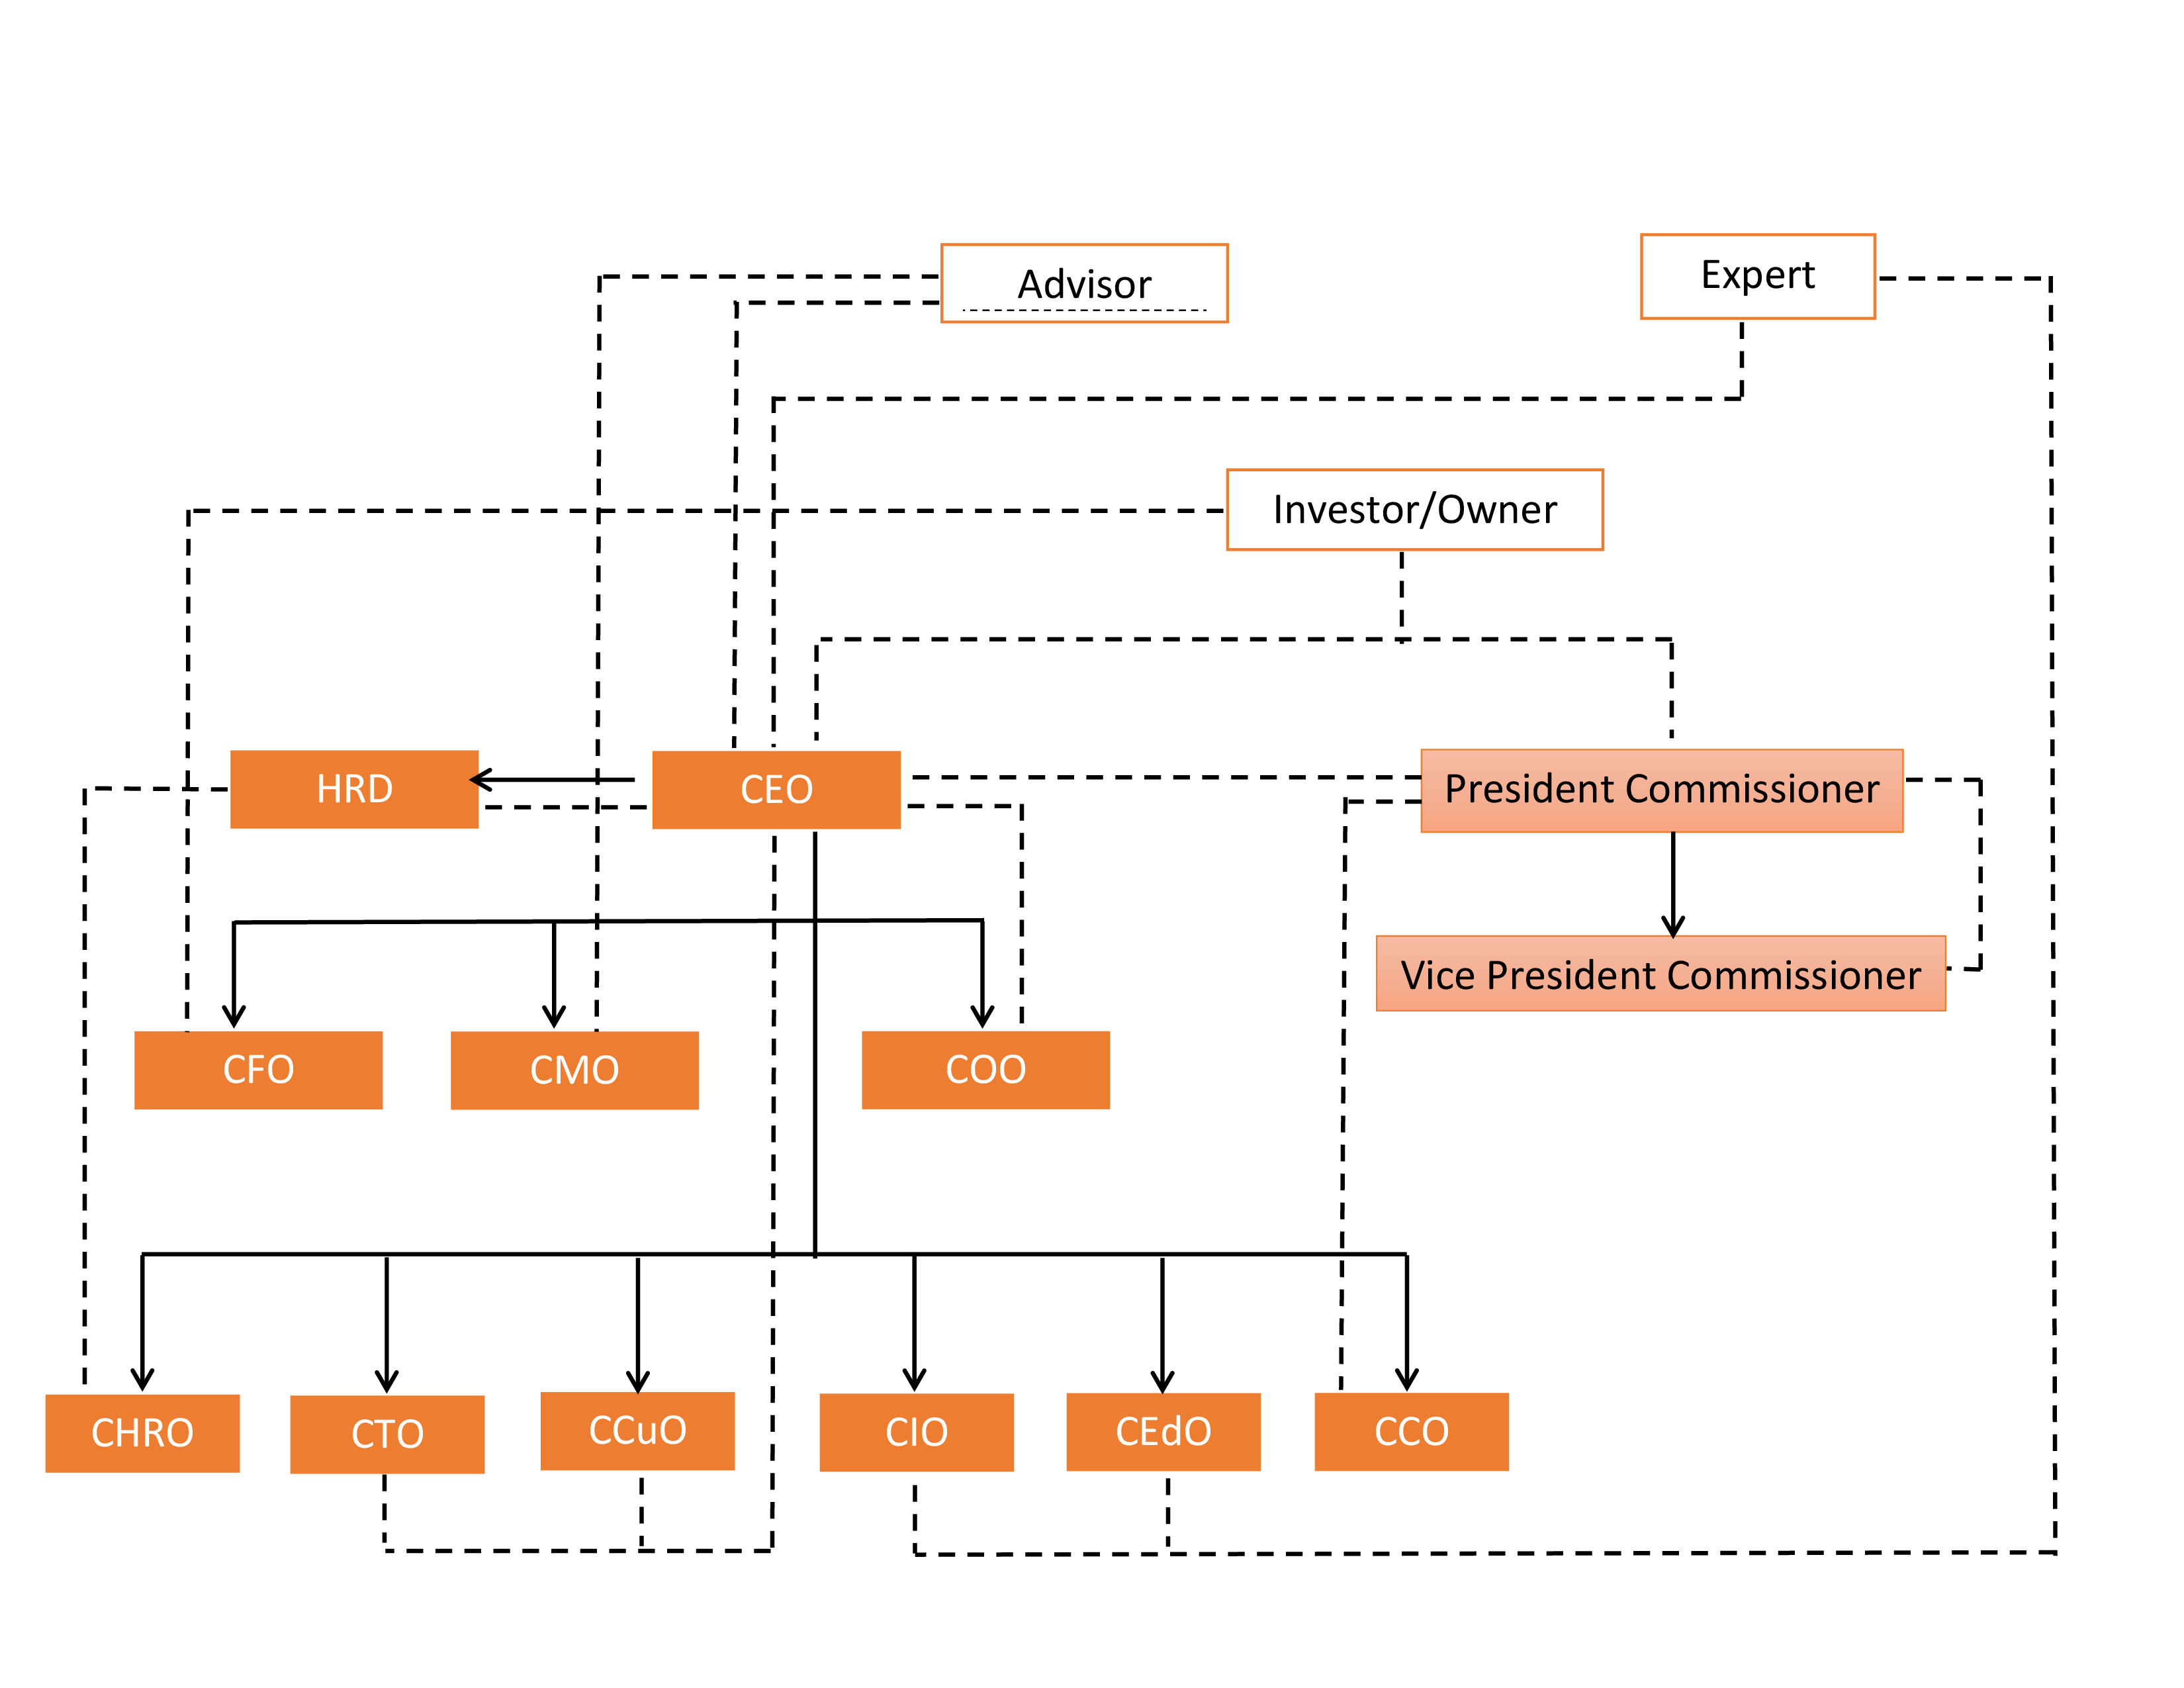 Advisor
Expert
Investor/Owner
HRD
CEO
President Commissioner
Vice President Commissioner
CFO
CMO
COO
CHRO
CTO
CCuO
CIO
CEdO
CCO